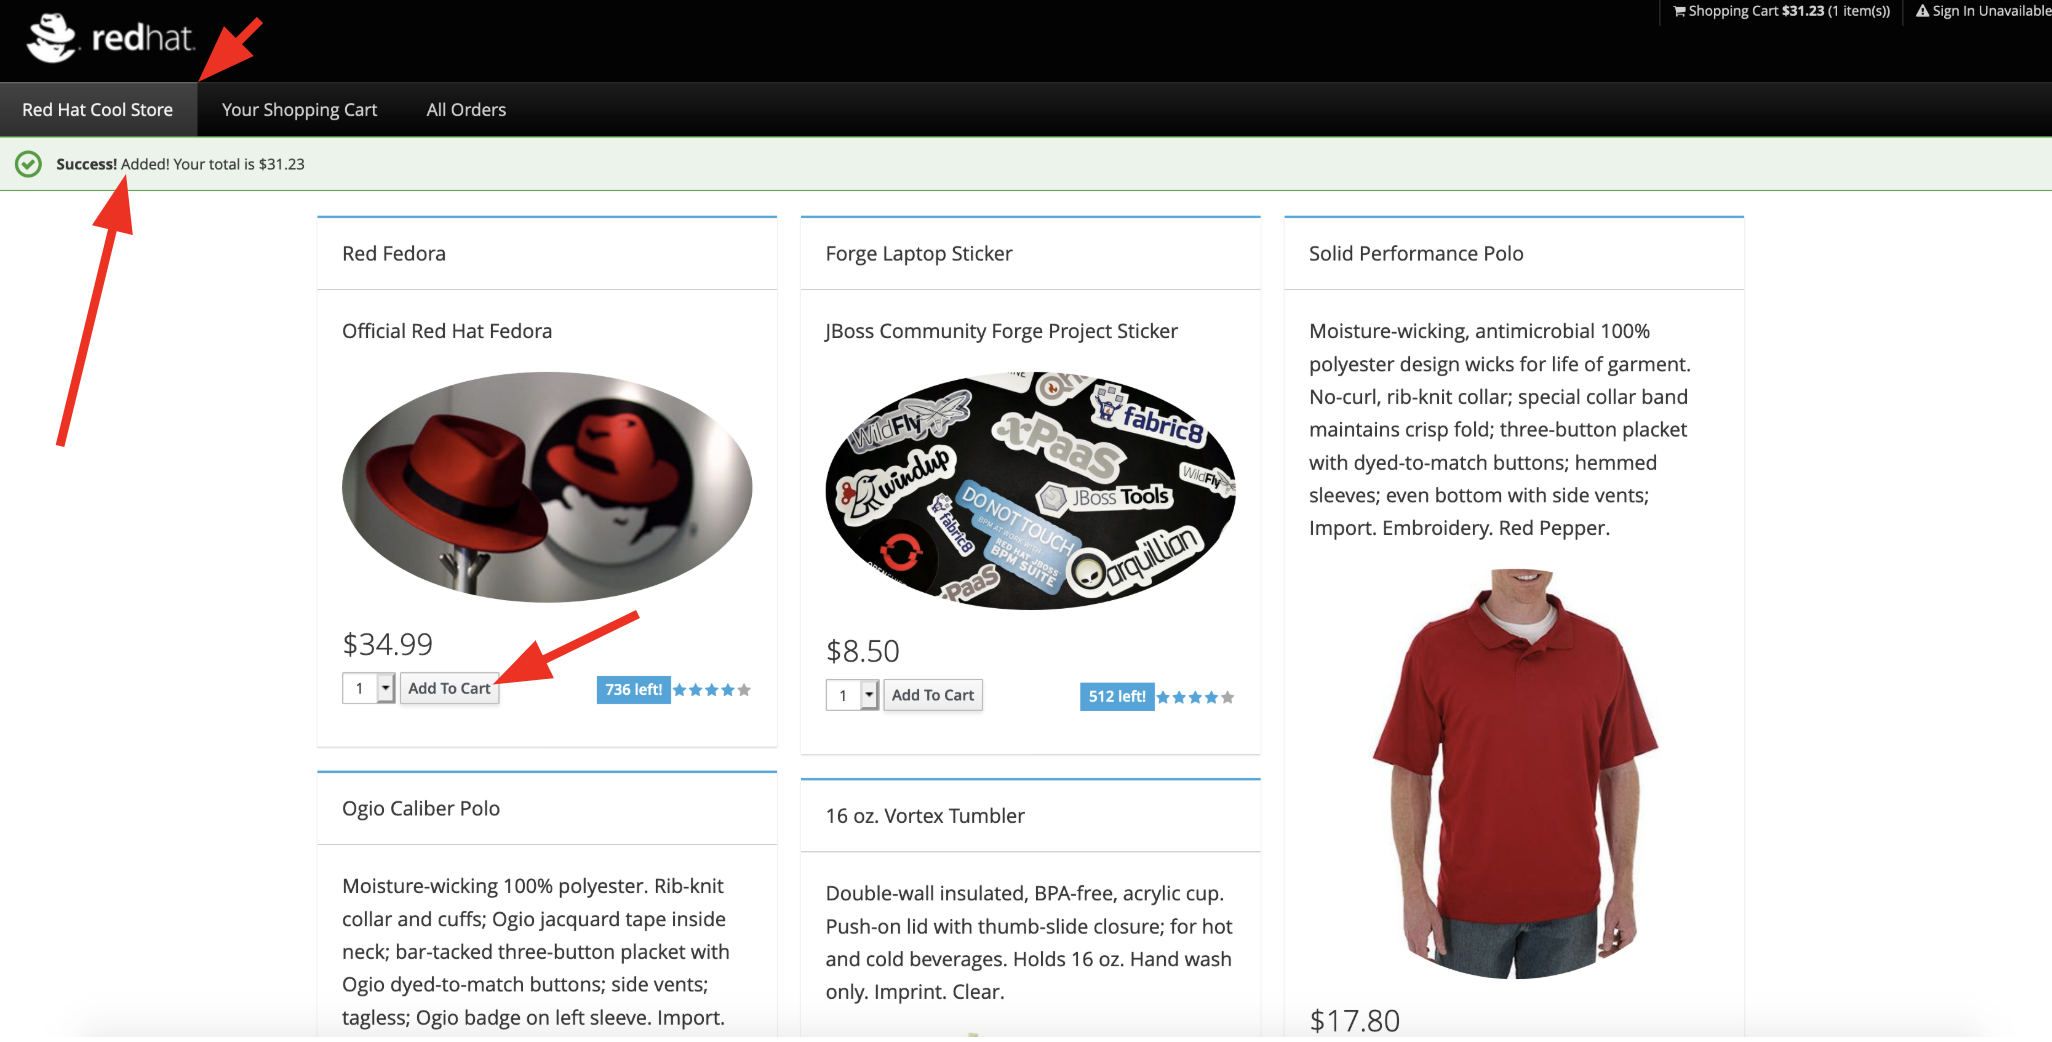 Shopping Cart $31.23 (1 item(s))
Sign In Unavailable
redhat.
Red Hat Cool Store
Your Shopping Cart
All Orders
Success! Added! Your total is $31.23
Red Fedora
Official Red Hat Fedora
$34.99
1
Add To Cart
736 left!
Forge Laptop Sticker
JBoss Community Forge Project Sticker
WildFly
fabric8
xPaaS
windup
WildFly
JBoss Tools
fabric8
DO NOT TOUCH
BPM AT WORK WITH
RED HAT JBOSS
BPM SUITE
arquillian
$8.50
1
Add To Cart
512 left!
Solid Performance Polo
Moisture-wicking, antimicrobial 100%
polyester design wicks for life of garment.
No-curl, rib-knit collar; special collar band
maintains crisp fold; three-button placket
with dyed-to-match buttons; hemmed
sleeves; even bottom with side vents;
Import. Embroidery. Red Pepper.
$17.80
Ogio Caliber Polo
Moisture-wicking 100% polyester. Rib-knit
collar and cuffs; Ogio jacquard tape inside
neck; bar-tacked three-button placket with
Ogio dyed-to-match buttons; side vents;
tagless; Ogio badge on left sleeve. Import.
16 oz. Vortex Tumbler
Double-wall insulated, BPA-free, acrylic cup.
Push-on lid with thumb-slide closure; for hot
and cold beverages. Holds 16 oz. Hand wash
only. Imprint. Clear.